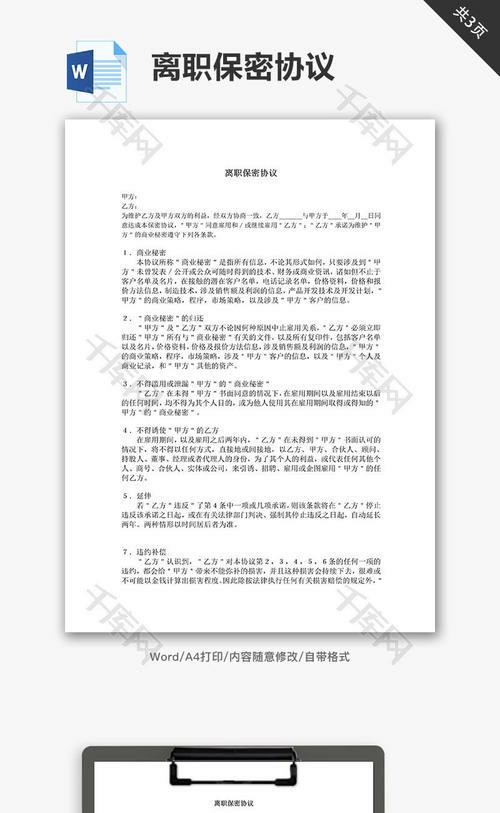 共3页
W
离职保密协议
千库网
离职保密协议
甲方:
乙方:
为维护乙方及甲方双方的利益，经双方协商一致，乙方_______与甲方于____年__月__日同
意达成本保密协议，"甲方"同意雇用和/或继续雇用"乙方"；"乙方"承诺为维护"甲
方"的商业秘密遵守下列各条款。
1．商业秘密
本协议所称"商业秘密"是指所有信息，不论其形式如何，只要涉及到"甲
方"未曾发表／公开或公众可随时得到的技术、财务或商业资讯，诸如但不止于
客户名单及名片，在接触的潜在客户名单，电话记录名单，价格资料，价格和报
价方法信息，制造技术，涉及销售额及利润的信息，产品开发技术及开发计划，"
甲方"的商业策略，程序，市场策略，以及涉及"甲方"客户的信息。
2．"商业秘密"的归还
"甲方"及"乙方"双方不论因何种原因中止雇用关系，"乙方"必须立即
归还"甲方"所有与"商业秘密"有关的文件，以及所有复印件，包括客户名单
以及名片，价格资料，价格及报价方法信息，涉及销售额及利润的信息，"甲方"
的商业策略，程序，市场策略，涉及"甲方"客户的信息，以及"甲方"个人及
商业记录，和"甲方"其他的资产。
3．不得滥用或泄漏"甲方"的"商业秘密"
"乙方"在未得"甲方"书面同意的情况下，在雇用期间以及雇用结束以后
的任何时间，均不得为其个人目的，或为他人使用其在雇用期间取得或得知的"
甲方"的"商业秘密"。
4．不得诱使"甲方"的乙方
在雇用期间，以及雇用之后两年内，"乙方"在未得到"甲方"书面认可的
情况下，将不得以任何方式，直接地或间接地，以乙方、甲方、合伙人、顾问、
持股人、董事、经理或者代理人的身份，为了其个人的利益，或代表任何其他个
人、商号、合伙人、实体或公司，来引诱、招聘、雇用或企图雇用"甲方"的任
何乙方。
5．延伸
若"乙方"违反了第4条中一项或几项承诺，则该条款将在"乙方"停止
违反该承诺之日起，或在有关法律部门判决、强制其停止违反之日起，自动延长
两年。两种情形以时间居后者为准。
7．违约补偿
"乙方"认识到，"乙方"对本协议第2，3，4，5，6条的任何一项的
违约，都会给"甲方"带来不能弥补的损害，并且这种损害会持续下去，很难或
不可能以金钱计算出损害程度。因此除按法律执行任何有关损害赔偿的规定外，"
Word/A4打印/内容随意修改/自带格式
离职保密协议